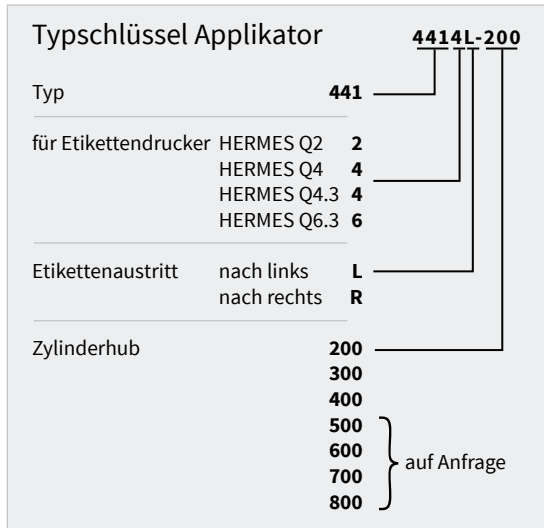 Typschlüssel Applikator 4414L-200
Typ 441
für Etikettendrucker HERMES Q2 2
HERMES Q4 4
HERMES Q4.3 4
HERMES Q6.3 6
Etikettenaustritt nach links L
nach rechts R
Zylinderhub 200
300
400
500
600
auf Anfrage
700
800